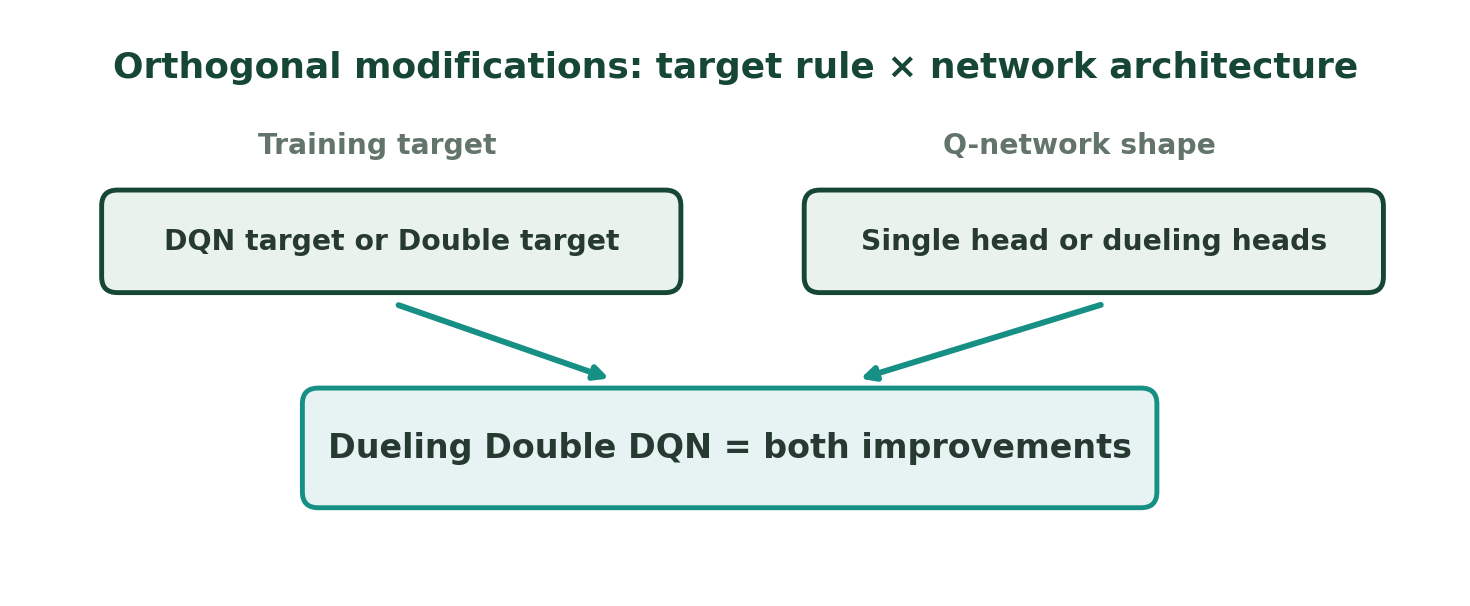 Orthogonal modifications: target rule × network architecture
Training target
Q-network shape
DQN target or Double target
Single head or dueling heads
Dueling Double DQN = both improvements